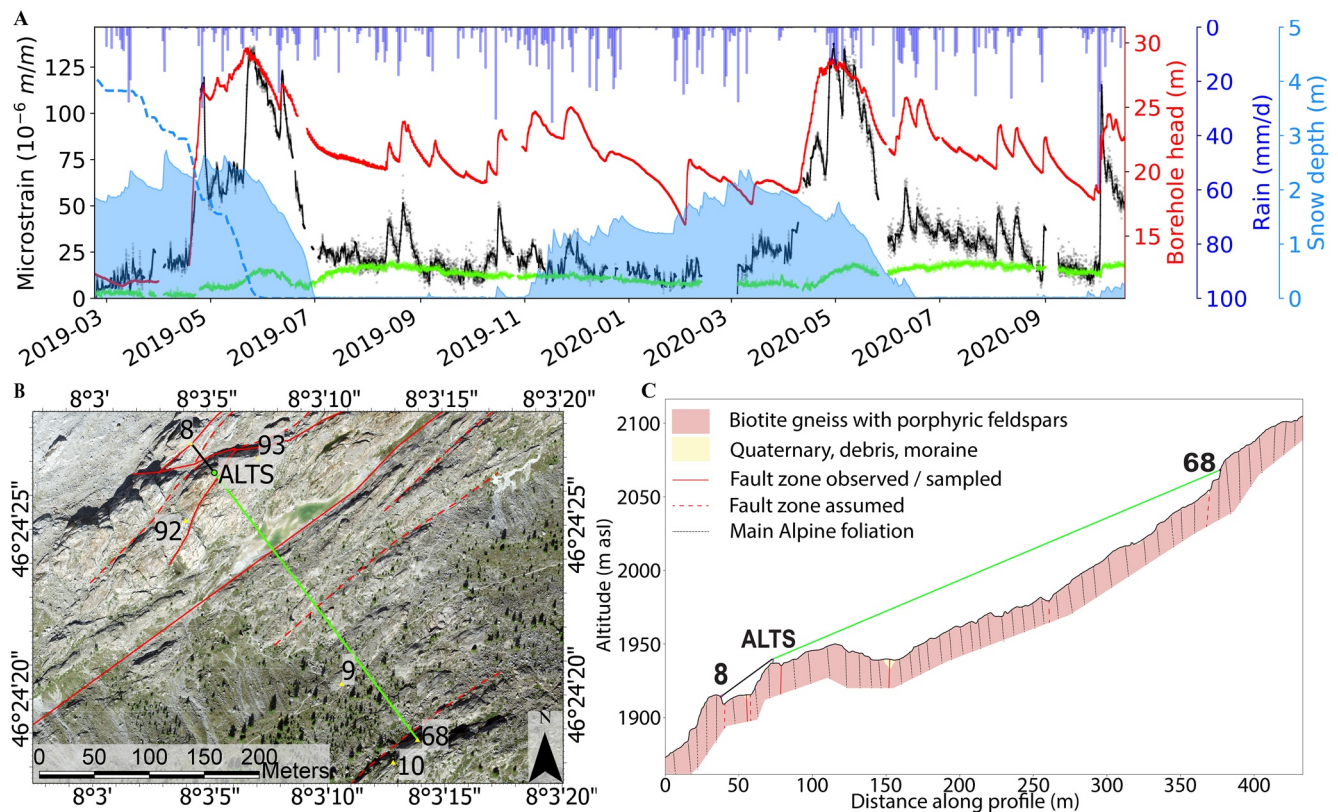 A
Microstrain (10⁻⁶ m/m)
125
100
75
50
25
0
30
25
20
15
Borehole head (m)
0
20
40
60
80
100
Rain (mm/d)
5
4
3
2
1
0
Snow depth (m)
2019-03
2019-05
2019-07
2019-09
2019-11
2020-01
2020-03
2020-05
2020-07
2020-09
B
8°3'
8°3'5"
8°3'10"
8°3'15"
8°3'20"
46°24'25"
46°24'20"
46°24'25"
46°24'20"
8
93
ALTS
92
9
68
10
N
0 50 100 150 200
Meters
8°3'
8°3'5"
8°3'10"
8°3'15"
8°3'20"
C
Biotite gneiss with porphyric feldspars
Quaternary, debris, moraine
Fault zone observed / sampled
Fault zone assumed
Main Alpine foliation
2100
2050
2000
1950
1900
Altitude (m asl)
68
ALTS
8
0 50 100 150 200 250 300 350 400
Distance along profile (m)